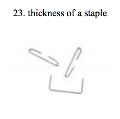 23. thickness of a staple